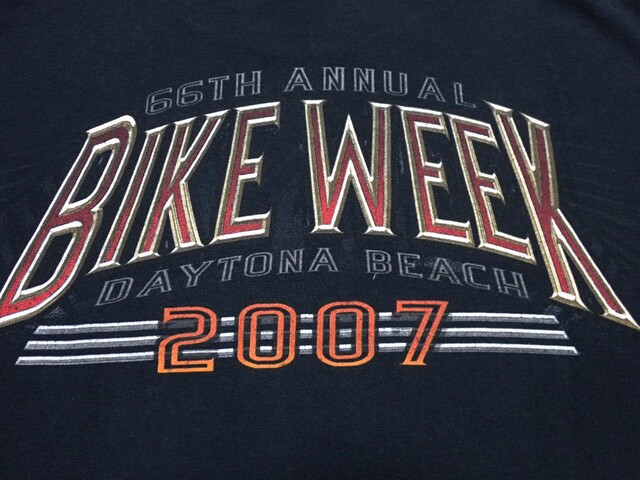 66TH ANNUAL
BIKE WEEK
DAYTONA BEACH
2007